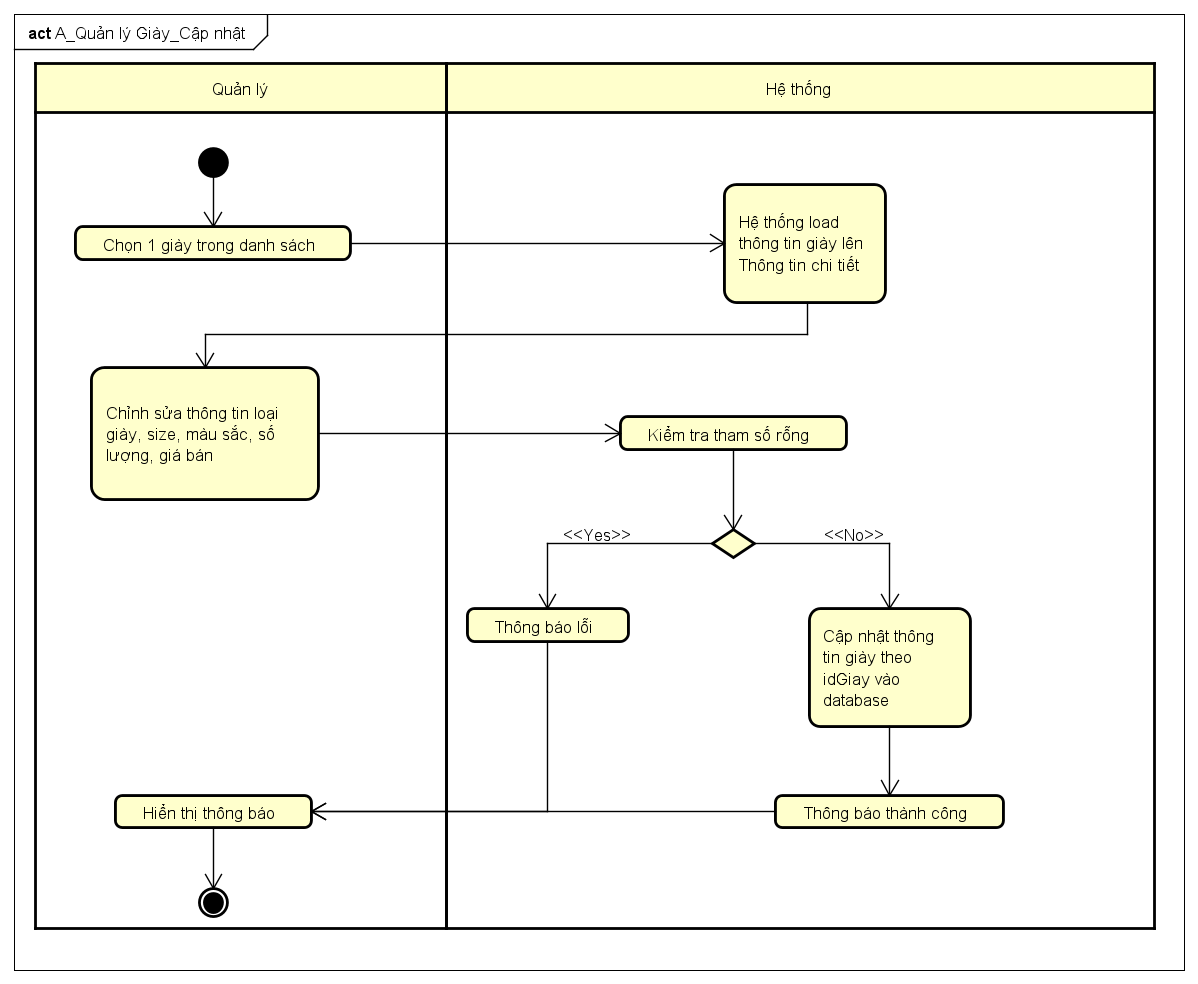 act A_Quản lý Giày_Cập nhật
Quản lý
Hệ thống
Chọn 1 giày trong danh sách
Hệ thống load
thông tin giày lên
Thông tin chi tiết
Chỉnh sửa thông tin loại
giày, size, màu sắc, số
lượng, giá bán
Kiểm tra tham số rỗng
<<Yes>>
<<No>>
Thông báo lỗi
Cập nhật thông
tin giày theo
idGiay vào
database
Hiển thị thông báo
Thông báo thành công